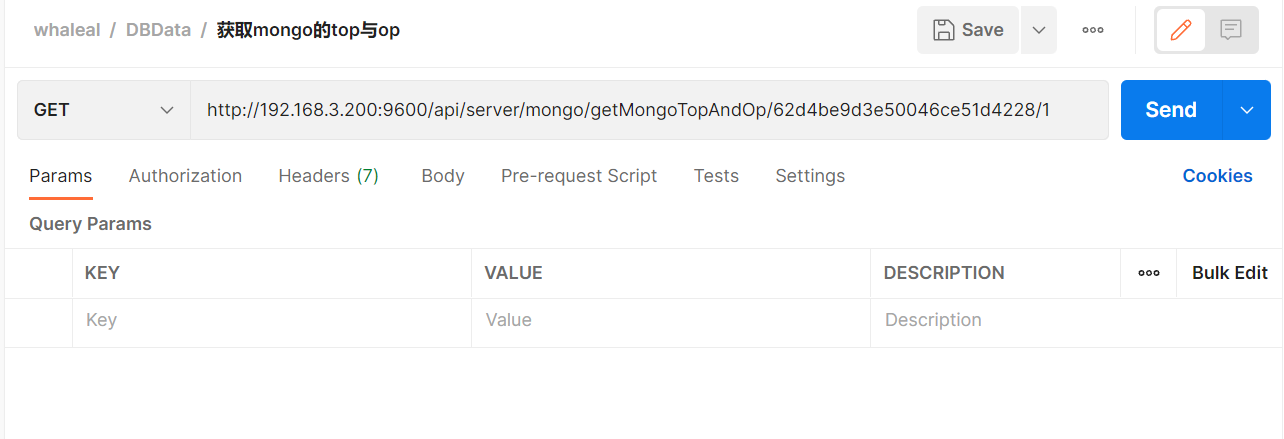 whaleal / DBData / 获取mongo的top与op
Save
GET
http://192.168.3.200:9600/api/server/mongo/getMongoTopAndOp/62d4be9d3e50046ce51d4228/1
Send
Params Authorization Headers (7) Body Pre-request Script Tests Settings Cookies
Query Params
KEY VALUE DESCRIPTION Bulk Edit
Key Value Description